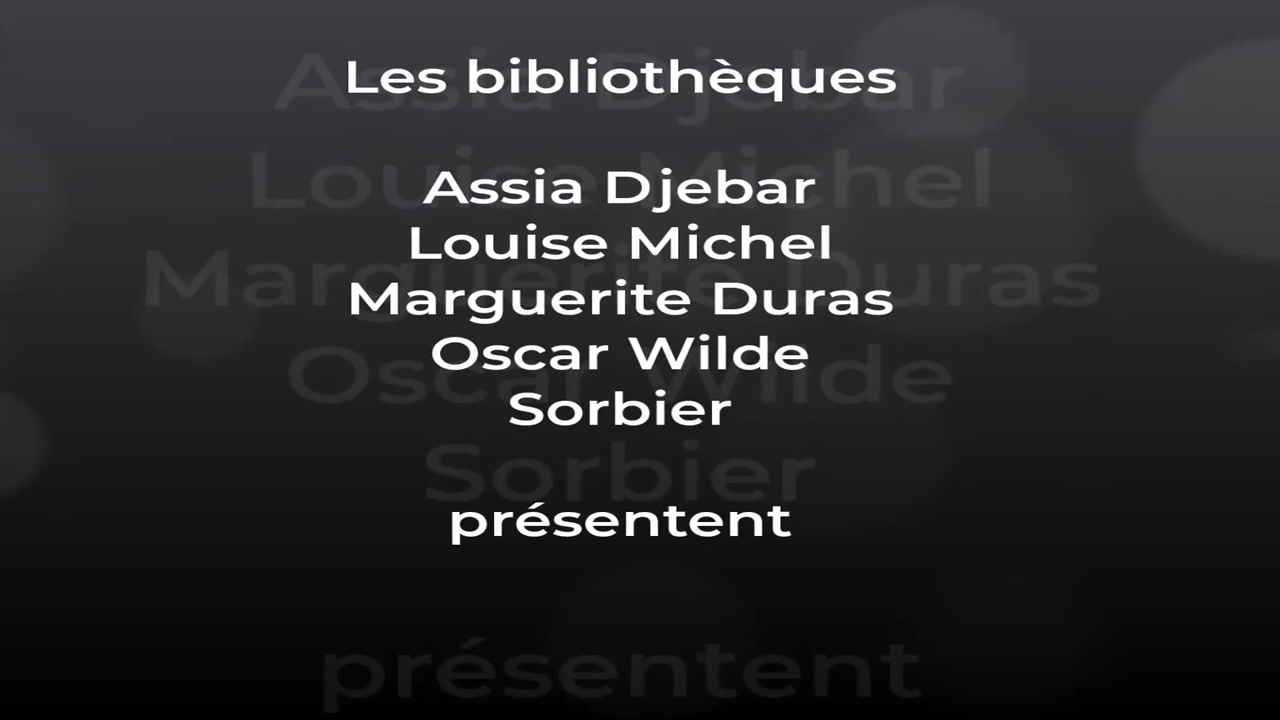 Les bibliothèques
Assia Djebar
Louise Michel
Marguerite Duras
Oscar Wilde
Sorbier
présentent